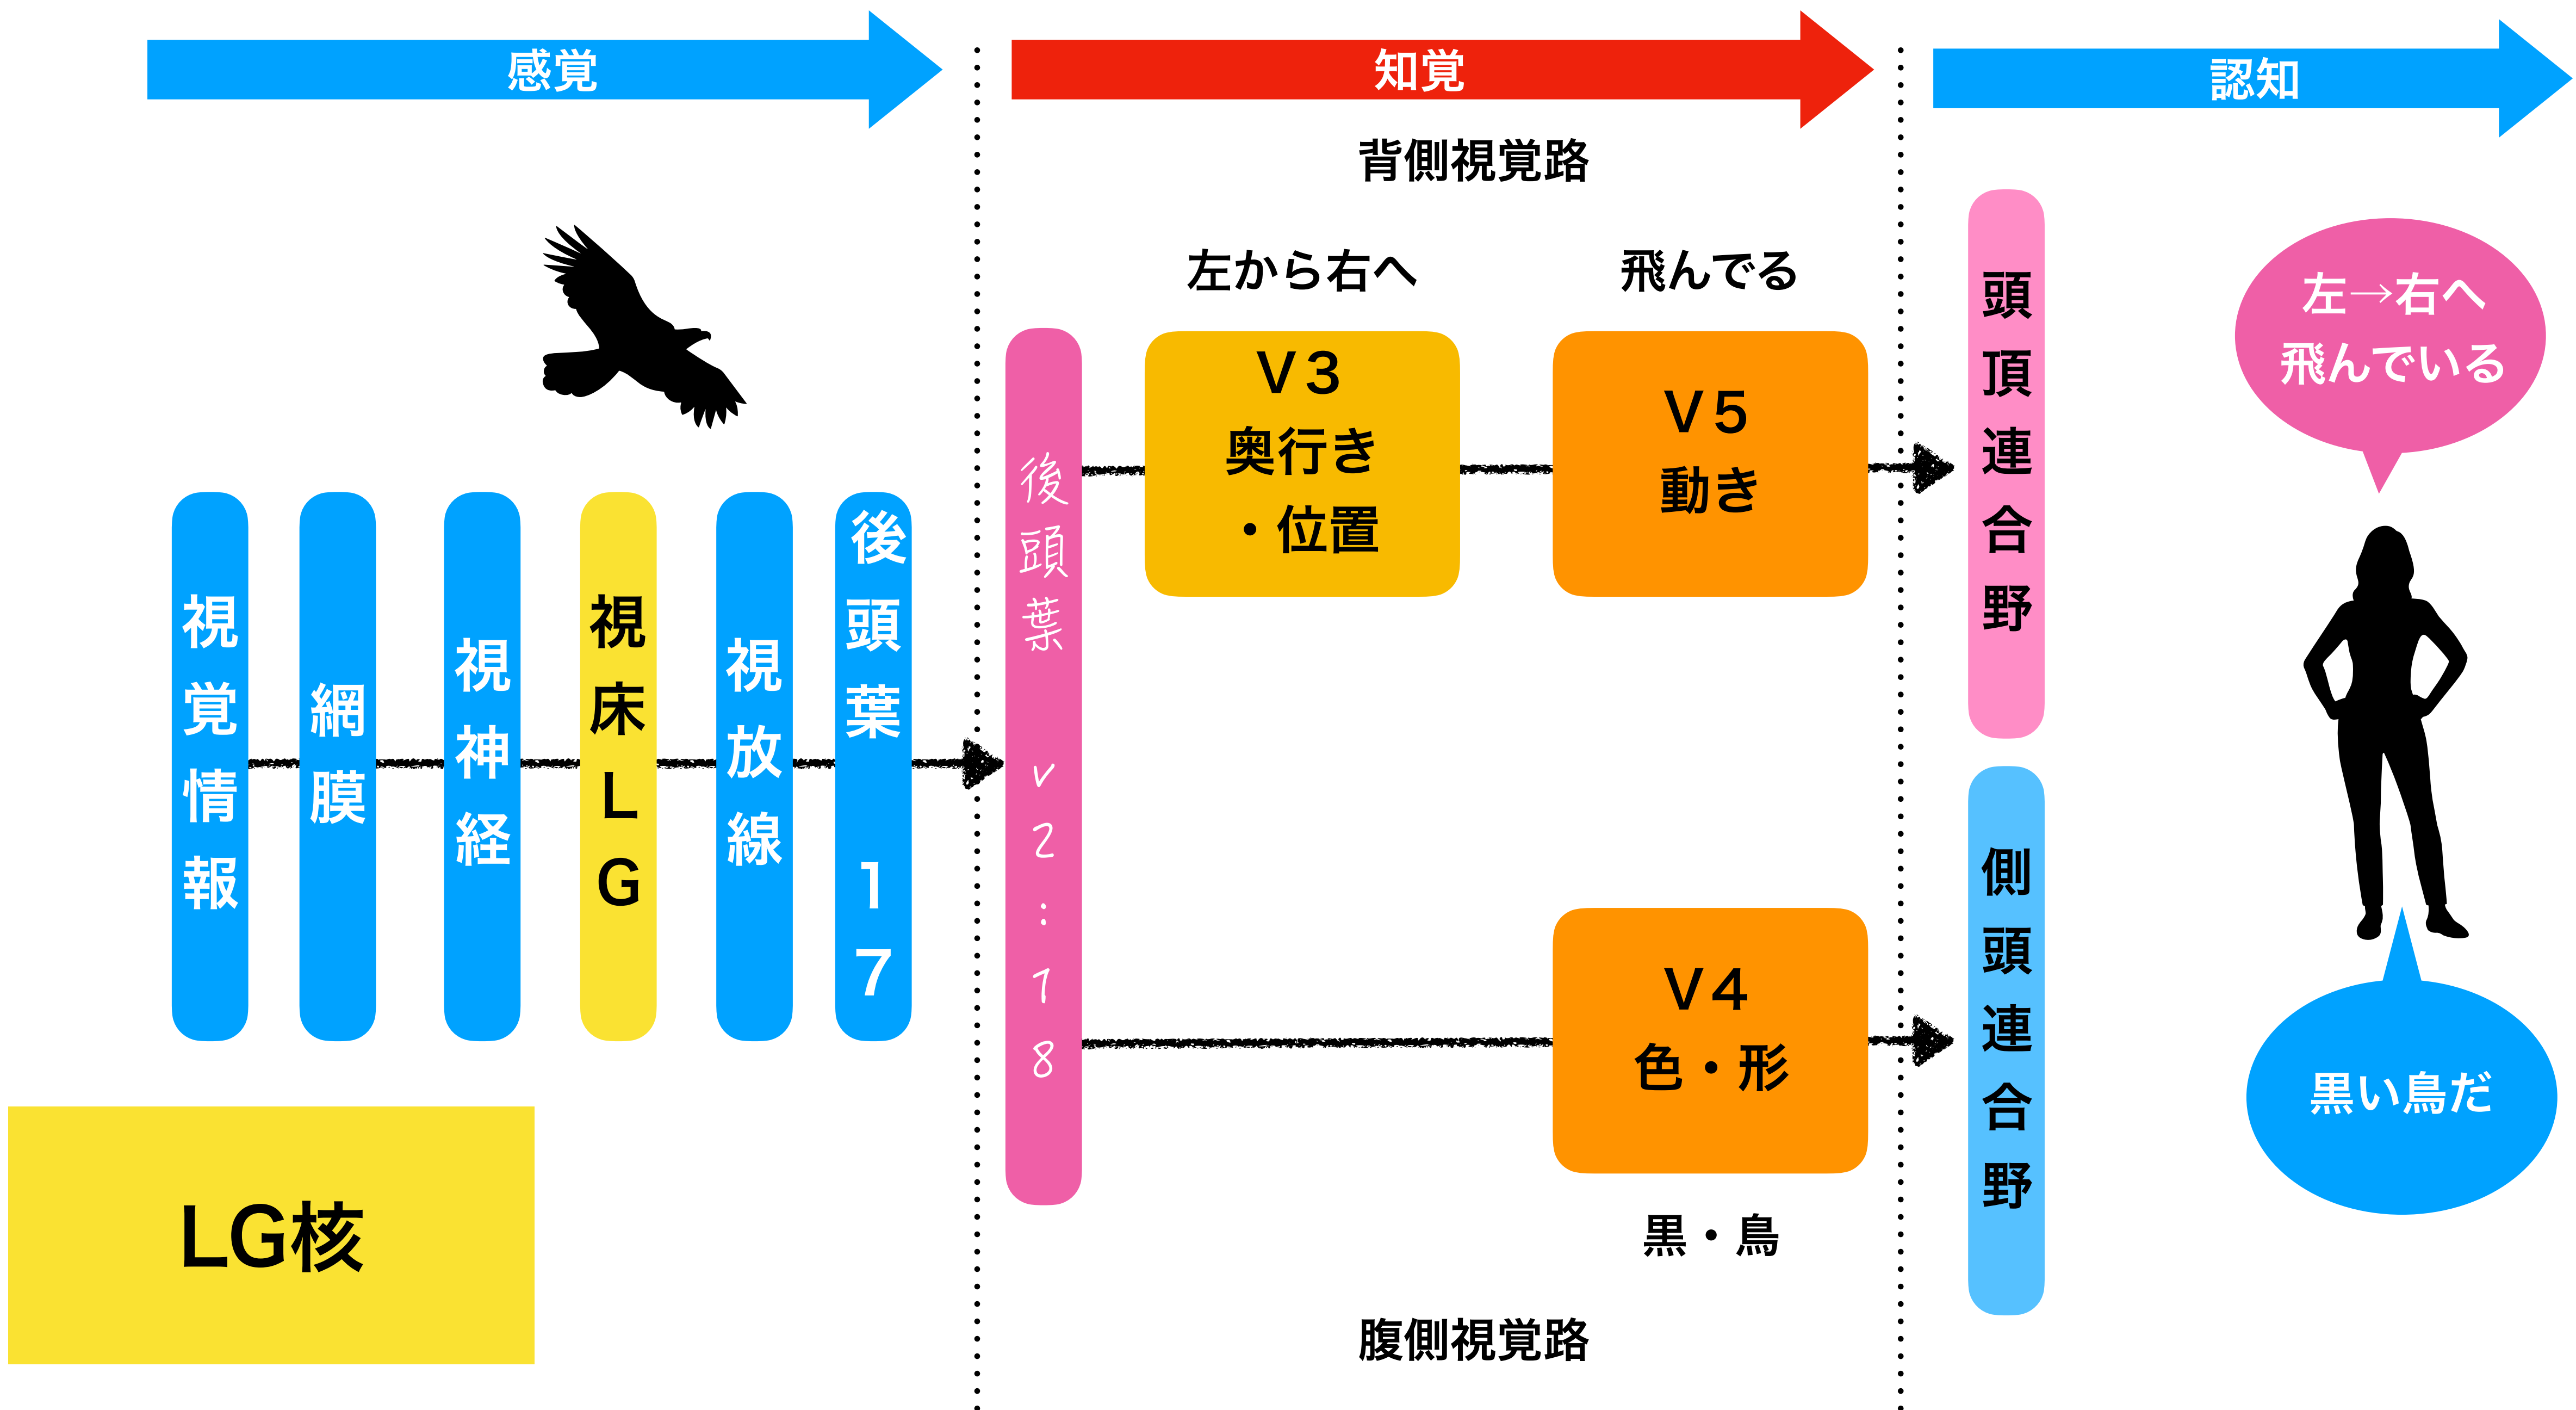 感覚
知覚
認知
背側視覚路
左から右へ
飛んでる
視覚情報
網膜
視神経
視床LG
視放線
後頭葉 17
後頭葉 v2:18
V3
奥行き
・位置
V5
動き
V4
色・形
黒・鳥
腹側視覚路
頭頂連合野
側頭連合野
左→右へ
飛んでいる
黒い鳥だ
LG核